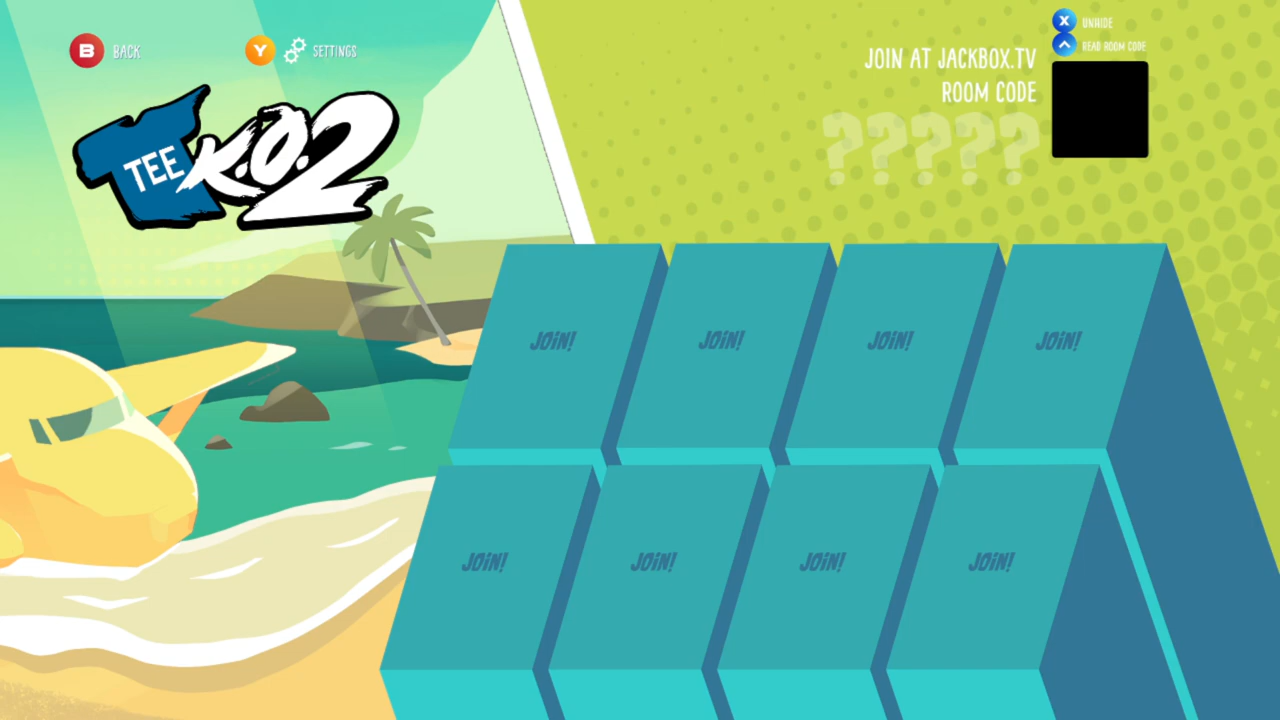 B BACK
Y SETTINGS
X UNHIDE
READ ROOM CODE
JOIN AT JACKBOX.TV
ROOM CODE
?????
TEE K.O.2
JOIN! JOIN! JOIN! JOIN!
JOIN! JOIN! JOIN! JOIN!